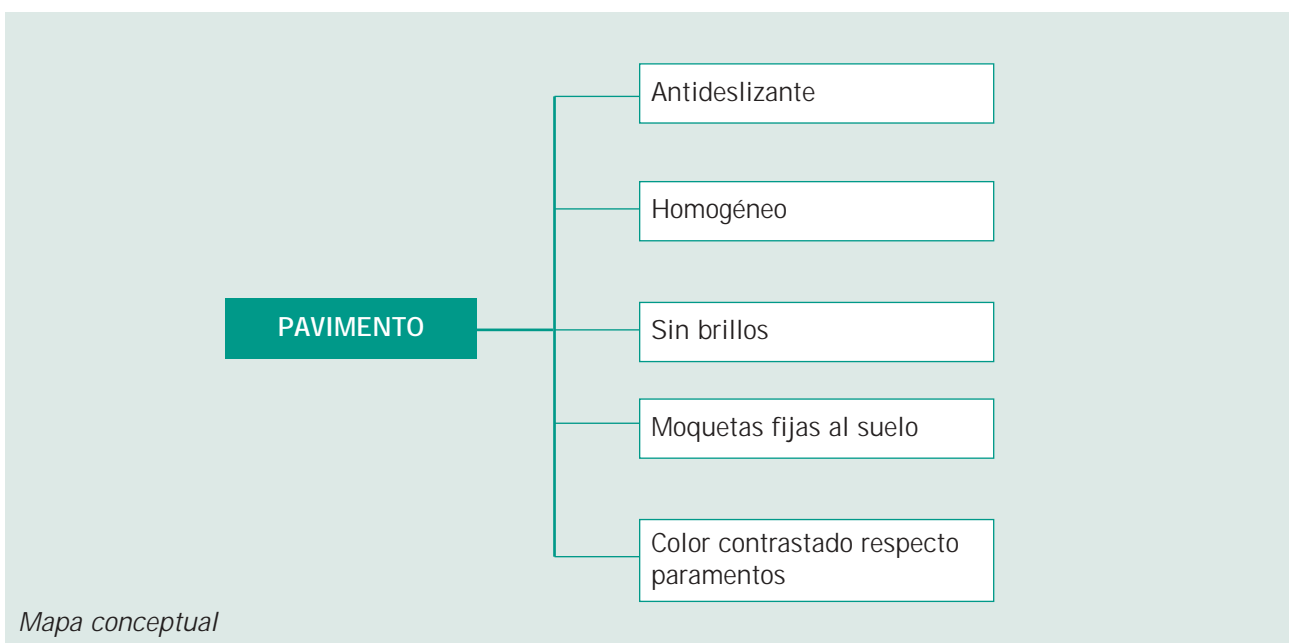 Antideslizante
Homogéneo
PAVIMENTO
Sin brillos
Moquetas fijas al suelo
Color contrastado respecto
paramentos
Mapa conceptual